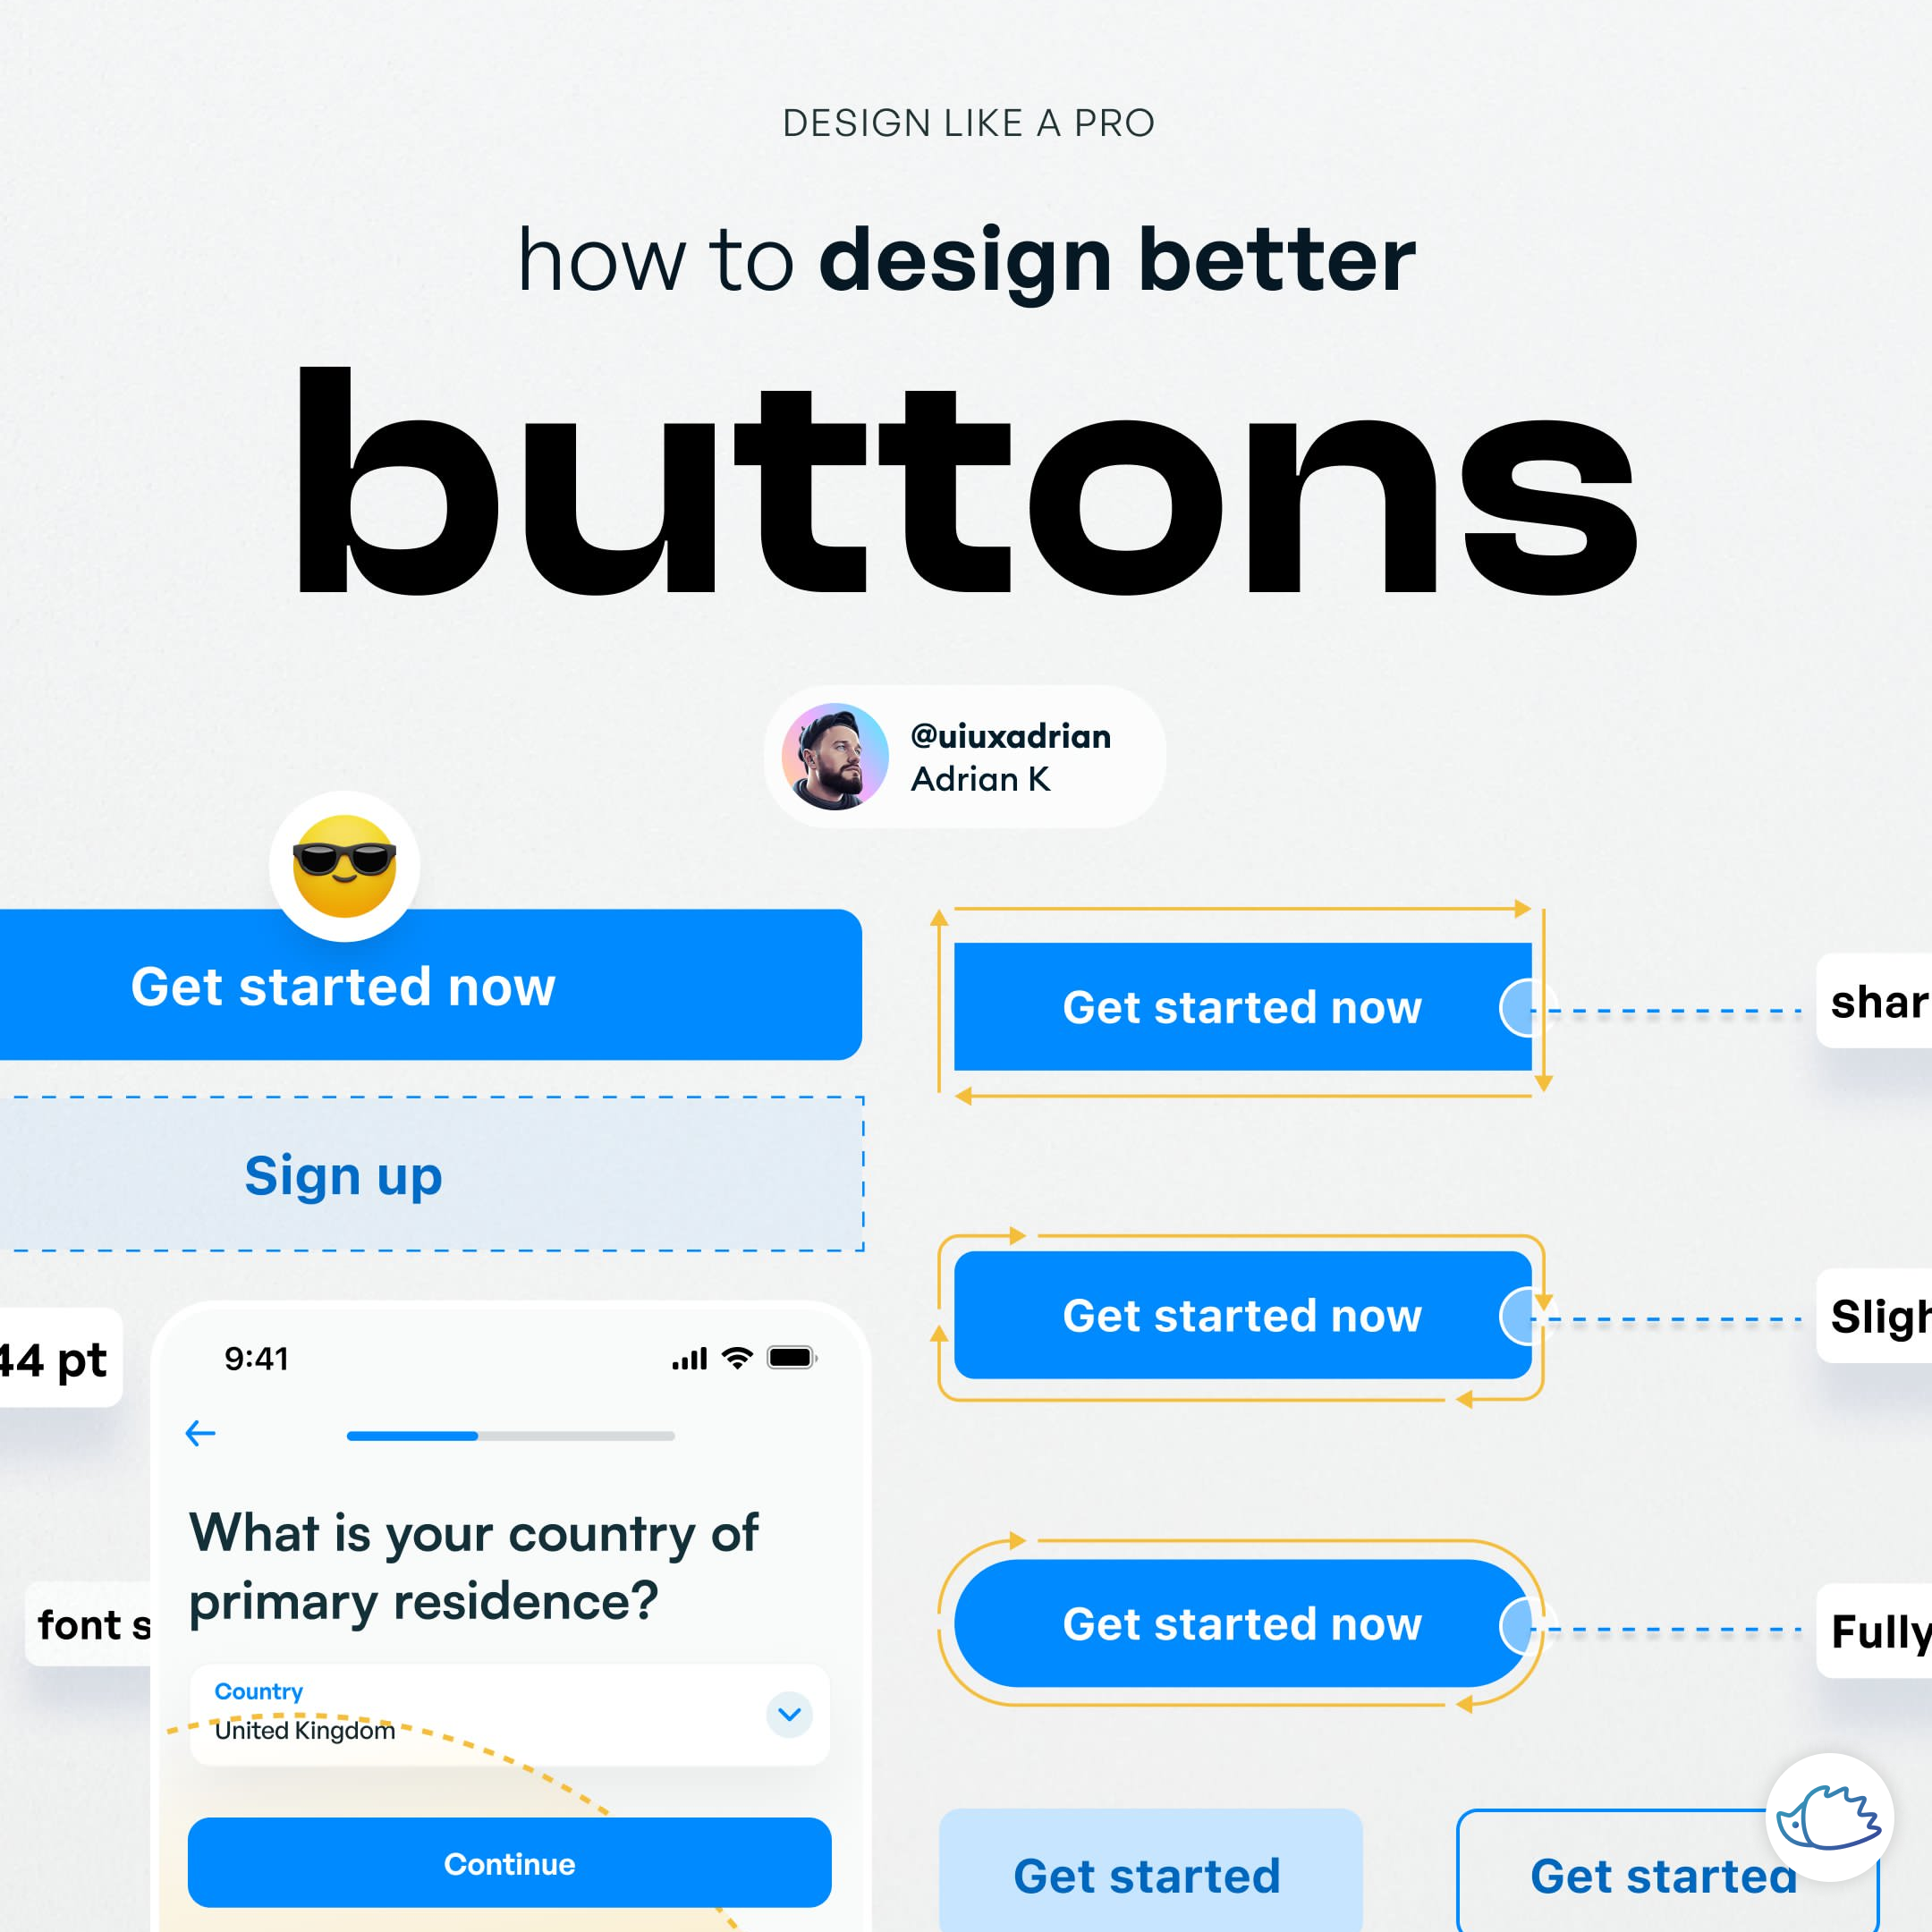 DESIGN LIKE A PRO
how to design better
buttons
@uiuxadrian
Adrian K
Get started now
Sign up
44 pt
9:41
What is your country of
primary residence?
font s
Country
United Kingdom
Continue
Get started now
shar
Get started now
Sligh
Get started now
Fully
Get started
Get started